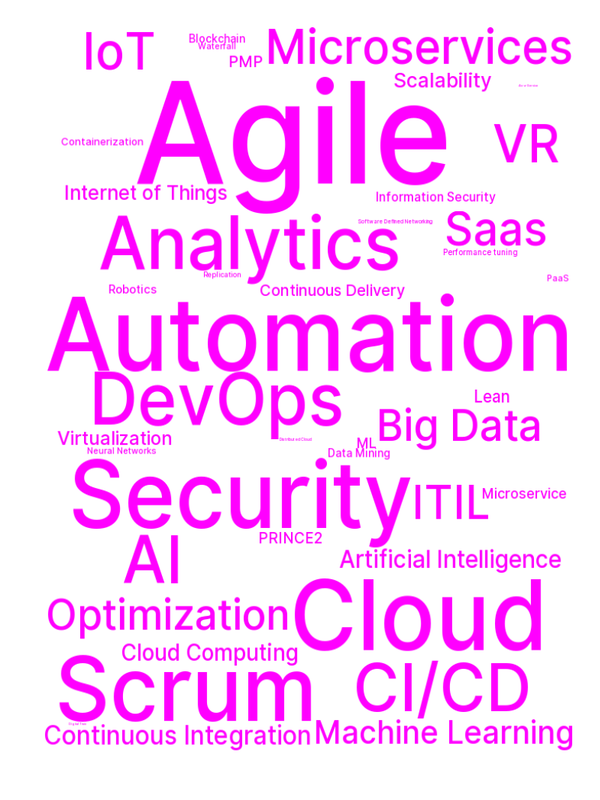 IoT
Blockchain
Waterfall
PMP
Microservices
Scalability
Agile
VR
Containerization
Internet of Things
Information Security
Analytics
Software Defined Networking
Saas
Performance tuning
Replication
PaaS
Robotics
Continuous Delivery
Automation
DevOps
Lean
Big Data
Virtualization
Distributed Cloud
ML
Neural Networks
Data Mining
Security
ITIL
Microservice
PRINCE2
AI
Artificial Intelligence
Optimization
Cloud
Cloud Computing
Scrum
CI/CD
Continuous Integration
Machine Learning